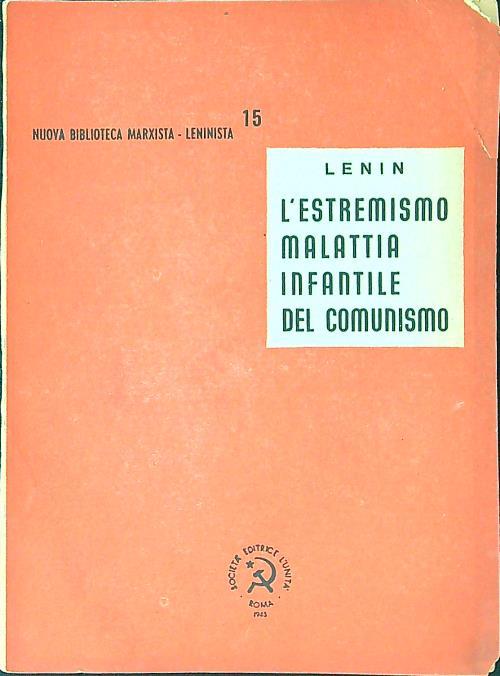 15
NUOVA BIBLIOTECA MARXISTA - LENINISTA
LENIN
L'ESTREMISMO
MALATTIA
INFANTILE
DEL COMUNISMO
SOCIETÀ EDITRICE L'UNITÀ
ROMA